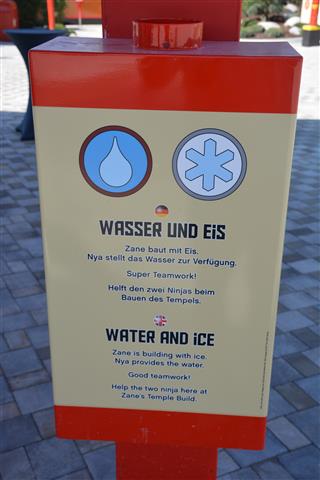 WASSER UND EiS
Zane baut mit Eis.
Nya stellt das Wasser zur Verfügung.
Super Teamwork!
Helft den zwei Ninjas beim
Bauen des Tempels.
WATER AND iCE
Zane is building with ice.
Nya provides the water.
Good teamwork!
Help the two ninja here at
Zane's Temple Build.